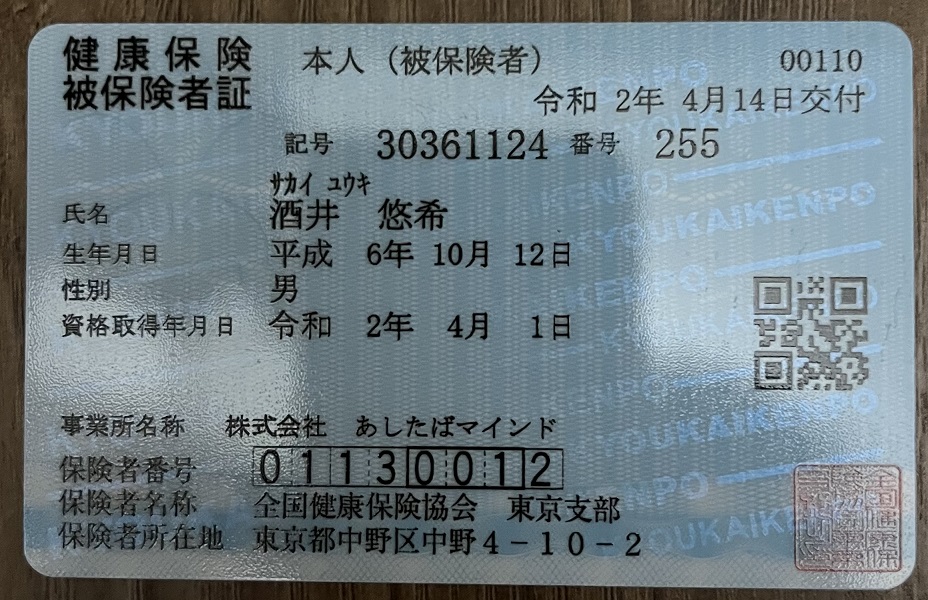 健康保険 本人（被保険者） 00110
被保険者証 令和 2年 4月14日交付
記号 30361124 番号 255
サカイ ユウキ
氏名 酒井 悠希
生年月日 平成 6年 10月 12日
性別 男
資格取得年月日 令和 2年 4月 1日
事業所名称 株式会社 あしたばマインド
保険者番号 01130012
保険者名称 全国健康保険協会 東京支部
保険者所在地 東京都中野区中野4-10-2